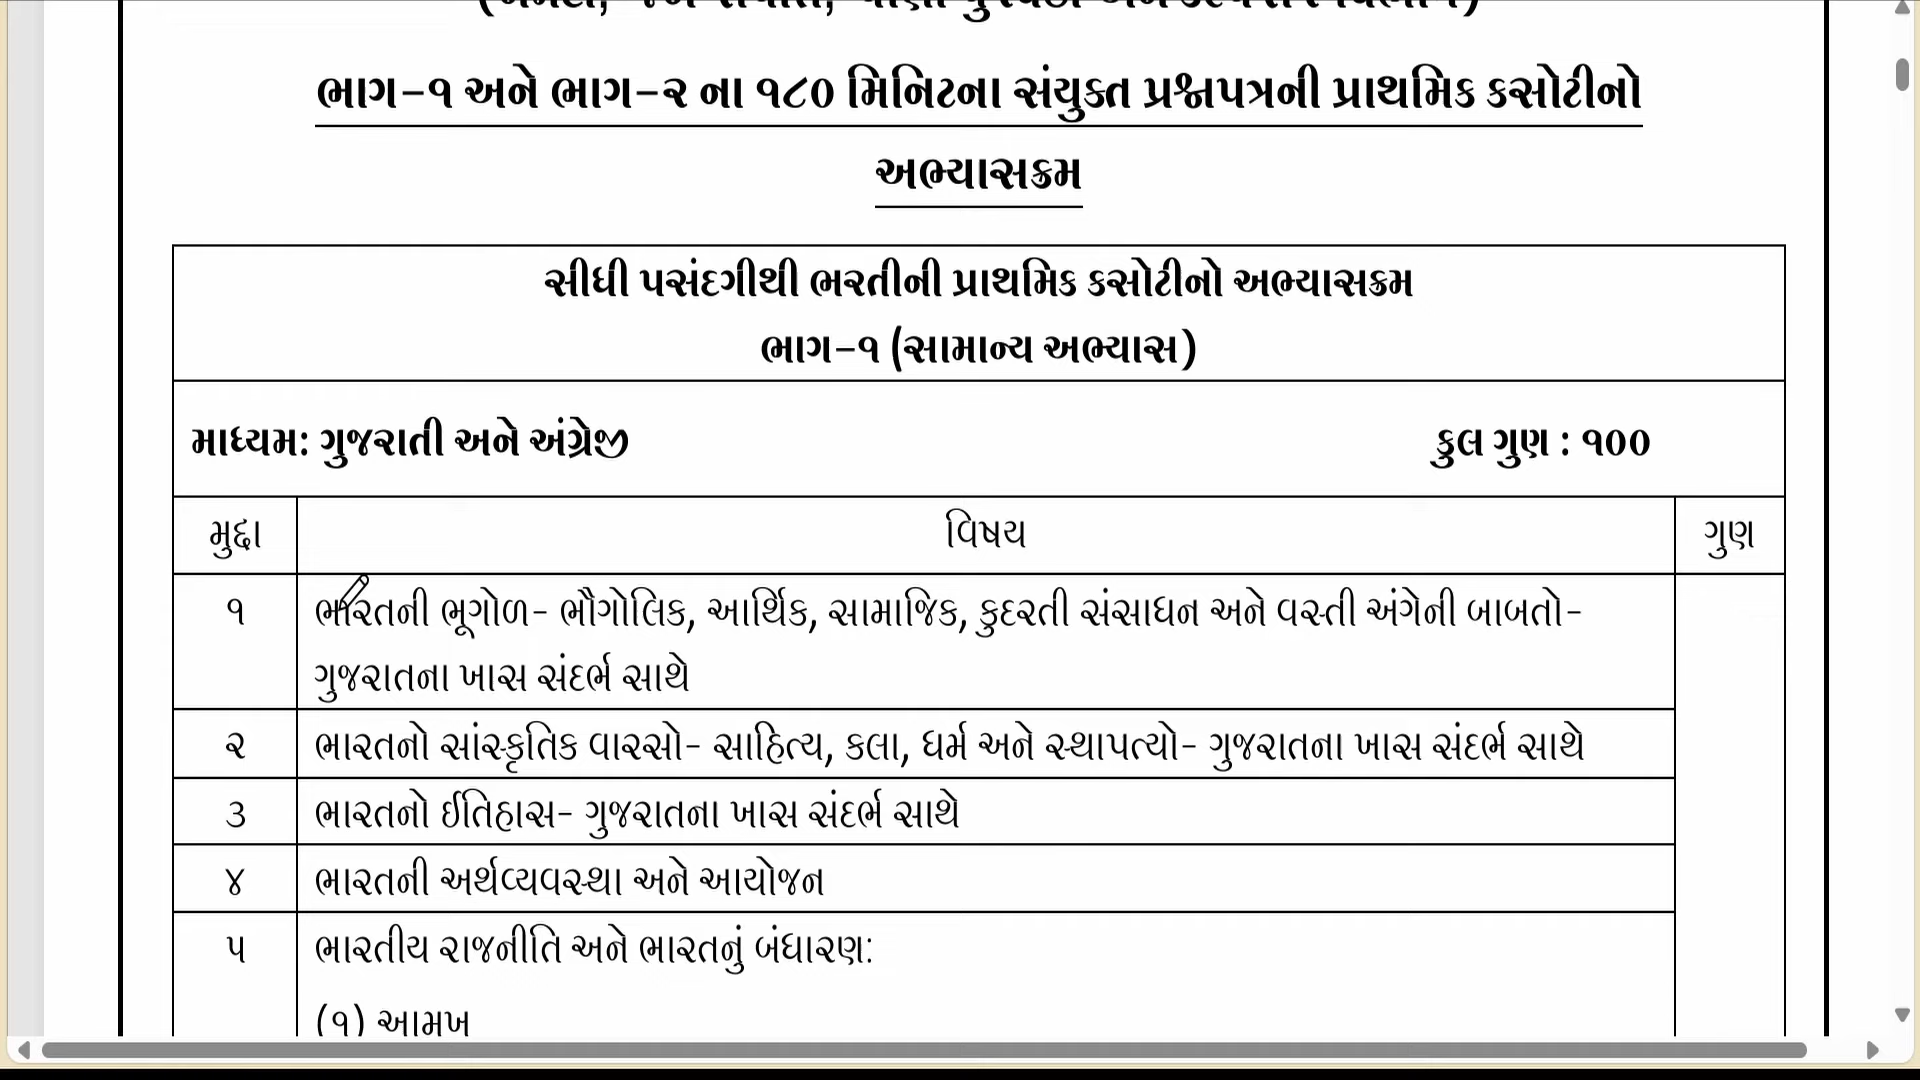 ભાગ-૧ અને ભાગ-૨ ના ૧૮૦ મિનિટના સંયુક્ત પ્રશ્નપત્રની પ્રાથમિક કસોટીનો
અભ્યાસક્રમ
સીધી પસંદગીથી ભરતીની પ્રાથમિક કસોટીનો અભ્યાસક્રમ
ભાગ-૧ (સામાન્ય અભ્યાસ)
માધ્યમ: ગુજરાતી અને અંગ્રેજી કુલ ગુણ : ૧૦૦
મુદ્દા વિષય ગુણ
૧ ભારતની ભૂગોળ- ભૌગોલિક, આર્થિક, સામાજિક, કુદરતી સંસાધન અને વસ્તી અંગેની બાબતો-
ગુજરાતના ખાસ સંદર્ભ સાથે
૨ ભારતનો સાંસ્કૃતિક વારસો- સાહિત્ય, કલા, ધર્મ અને સ્થાપત્યો- ગુજરાતના ખાસ સંદર્ભ સાથે
૩ ભારતનો ઈતિહાસ- ગુજરાતના ખાસ સંદર્ભ સાથે
૪ ભારતની અર્થવ્યવસ્થા અને આયોજન
૫ ભારતીય રાજનીતિ અને ભારતનું બંધારણ:
(૧) આમુખ